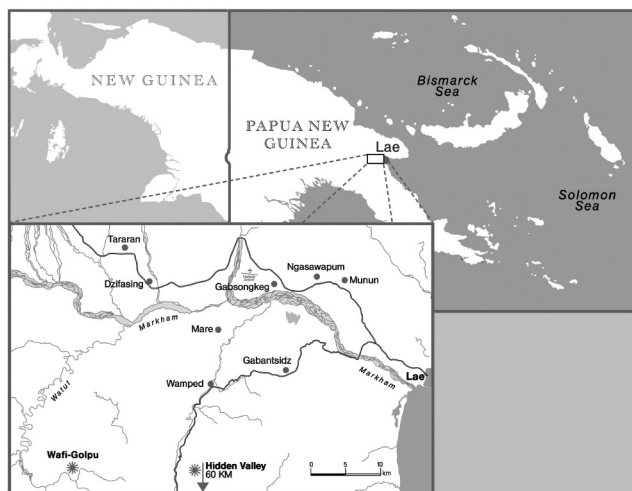 NEW GUINEA
Bismarck
Sea
PAPUA NEW
GUINEA
Lae
Solomon
Sea
Tararan
Ngasawapum
Dzifasing
Gabsongkeg
Munun
Markham
Mare
Gabantsidz
Wamped
Markham
Lae
Watut
Wafi-Golpu
Hidden Valley
60 KM
0 5 10
km